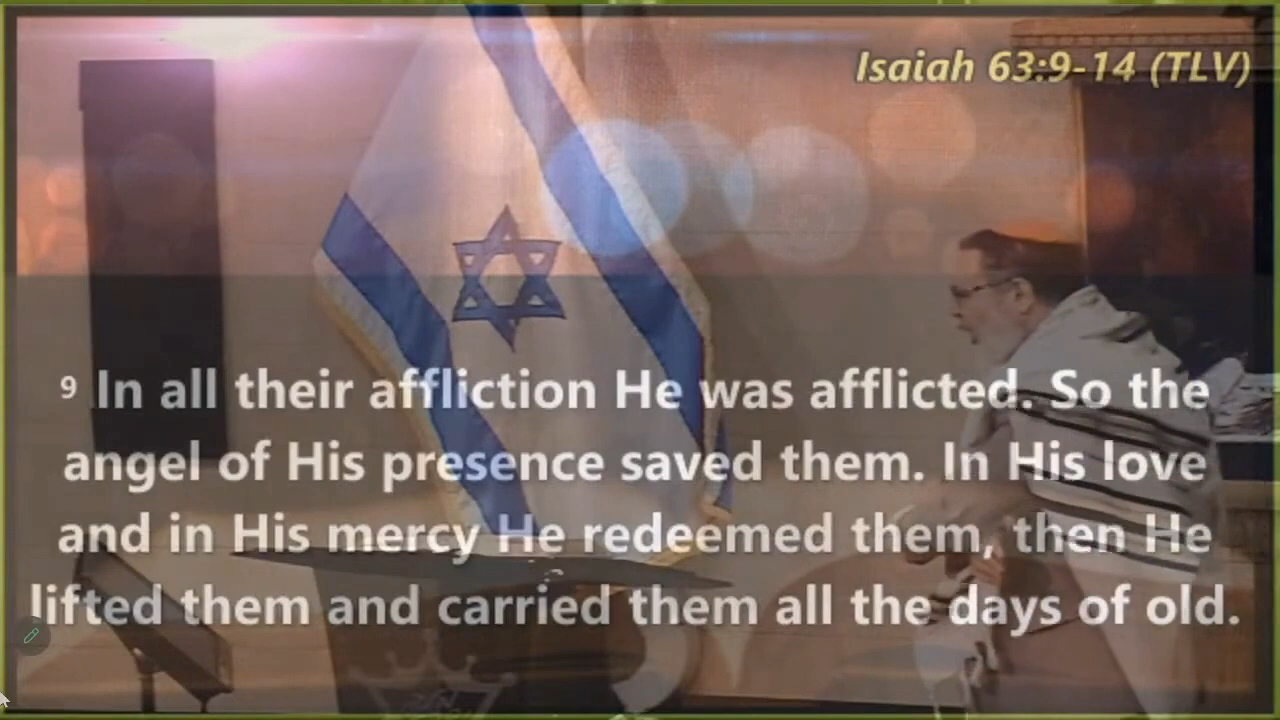 Isaiah 63:9-14 (TLV)
9 In all their affliction He was afflicted. So the
angel of His presence saved them. In His love
and in His mercy He redeemed them, then He
lifted them and carried them all the days of old.